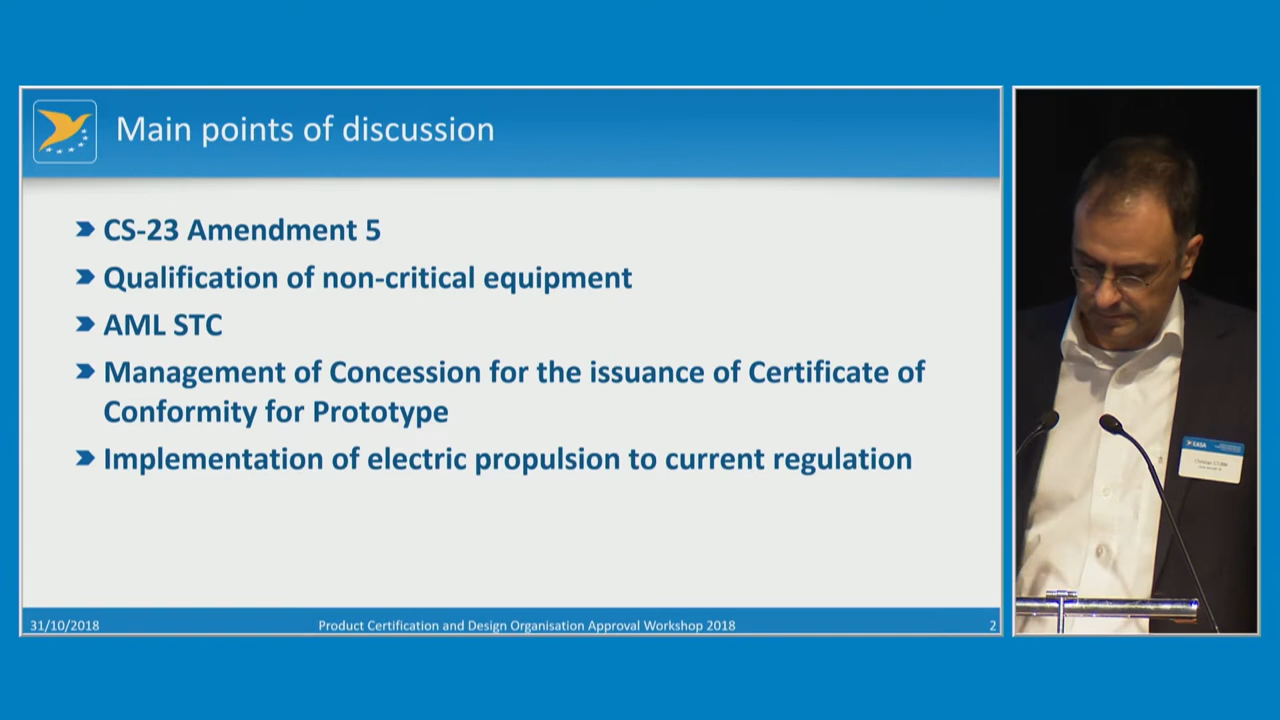 Main points of discussion
CS-23 Amendment 5
Qualification of non-critical equipment
AML STC
Management of Concession for the issuance of Certificate of
Conformity for Prototype
Implementation of electric propulsion to current regulation
31/10/2018 Product Certification and Design Organisation Approval Workshop 2018 2
EASA